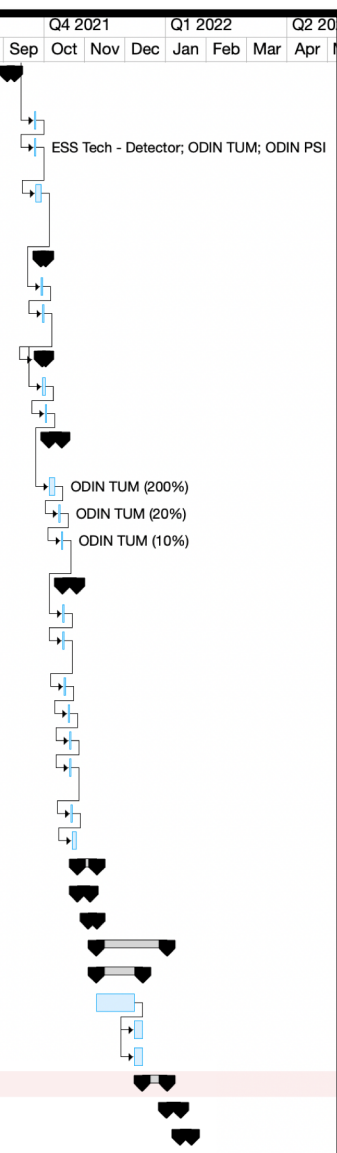 Q4 2021 Q1 2022 Q2 20
Sep Oct Nov Dec Jan Feb Mar Apr
ESS Tech - Detector; ODIN TUM; ODIN PSI
ODIN TUM (200%)
ODIN TUM (20%)
ODIN TUM (10%)